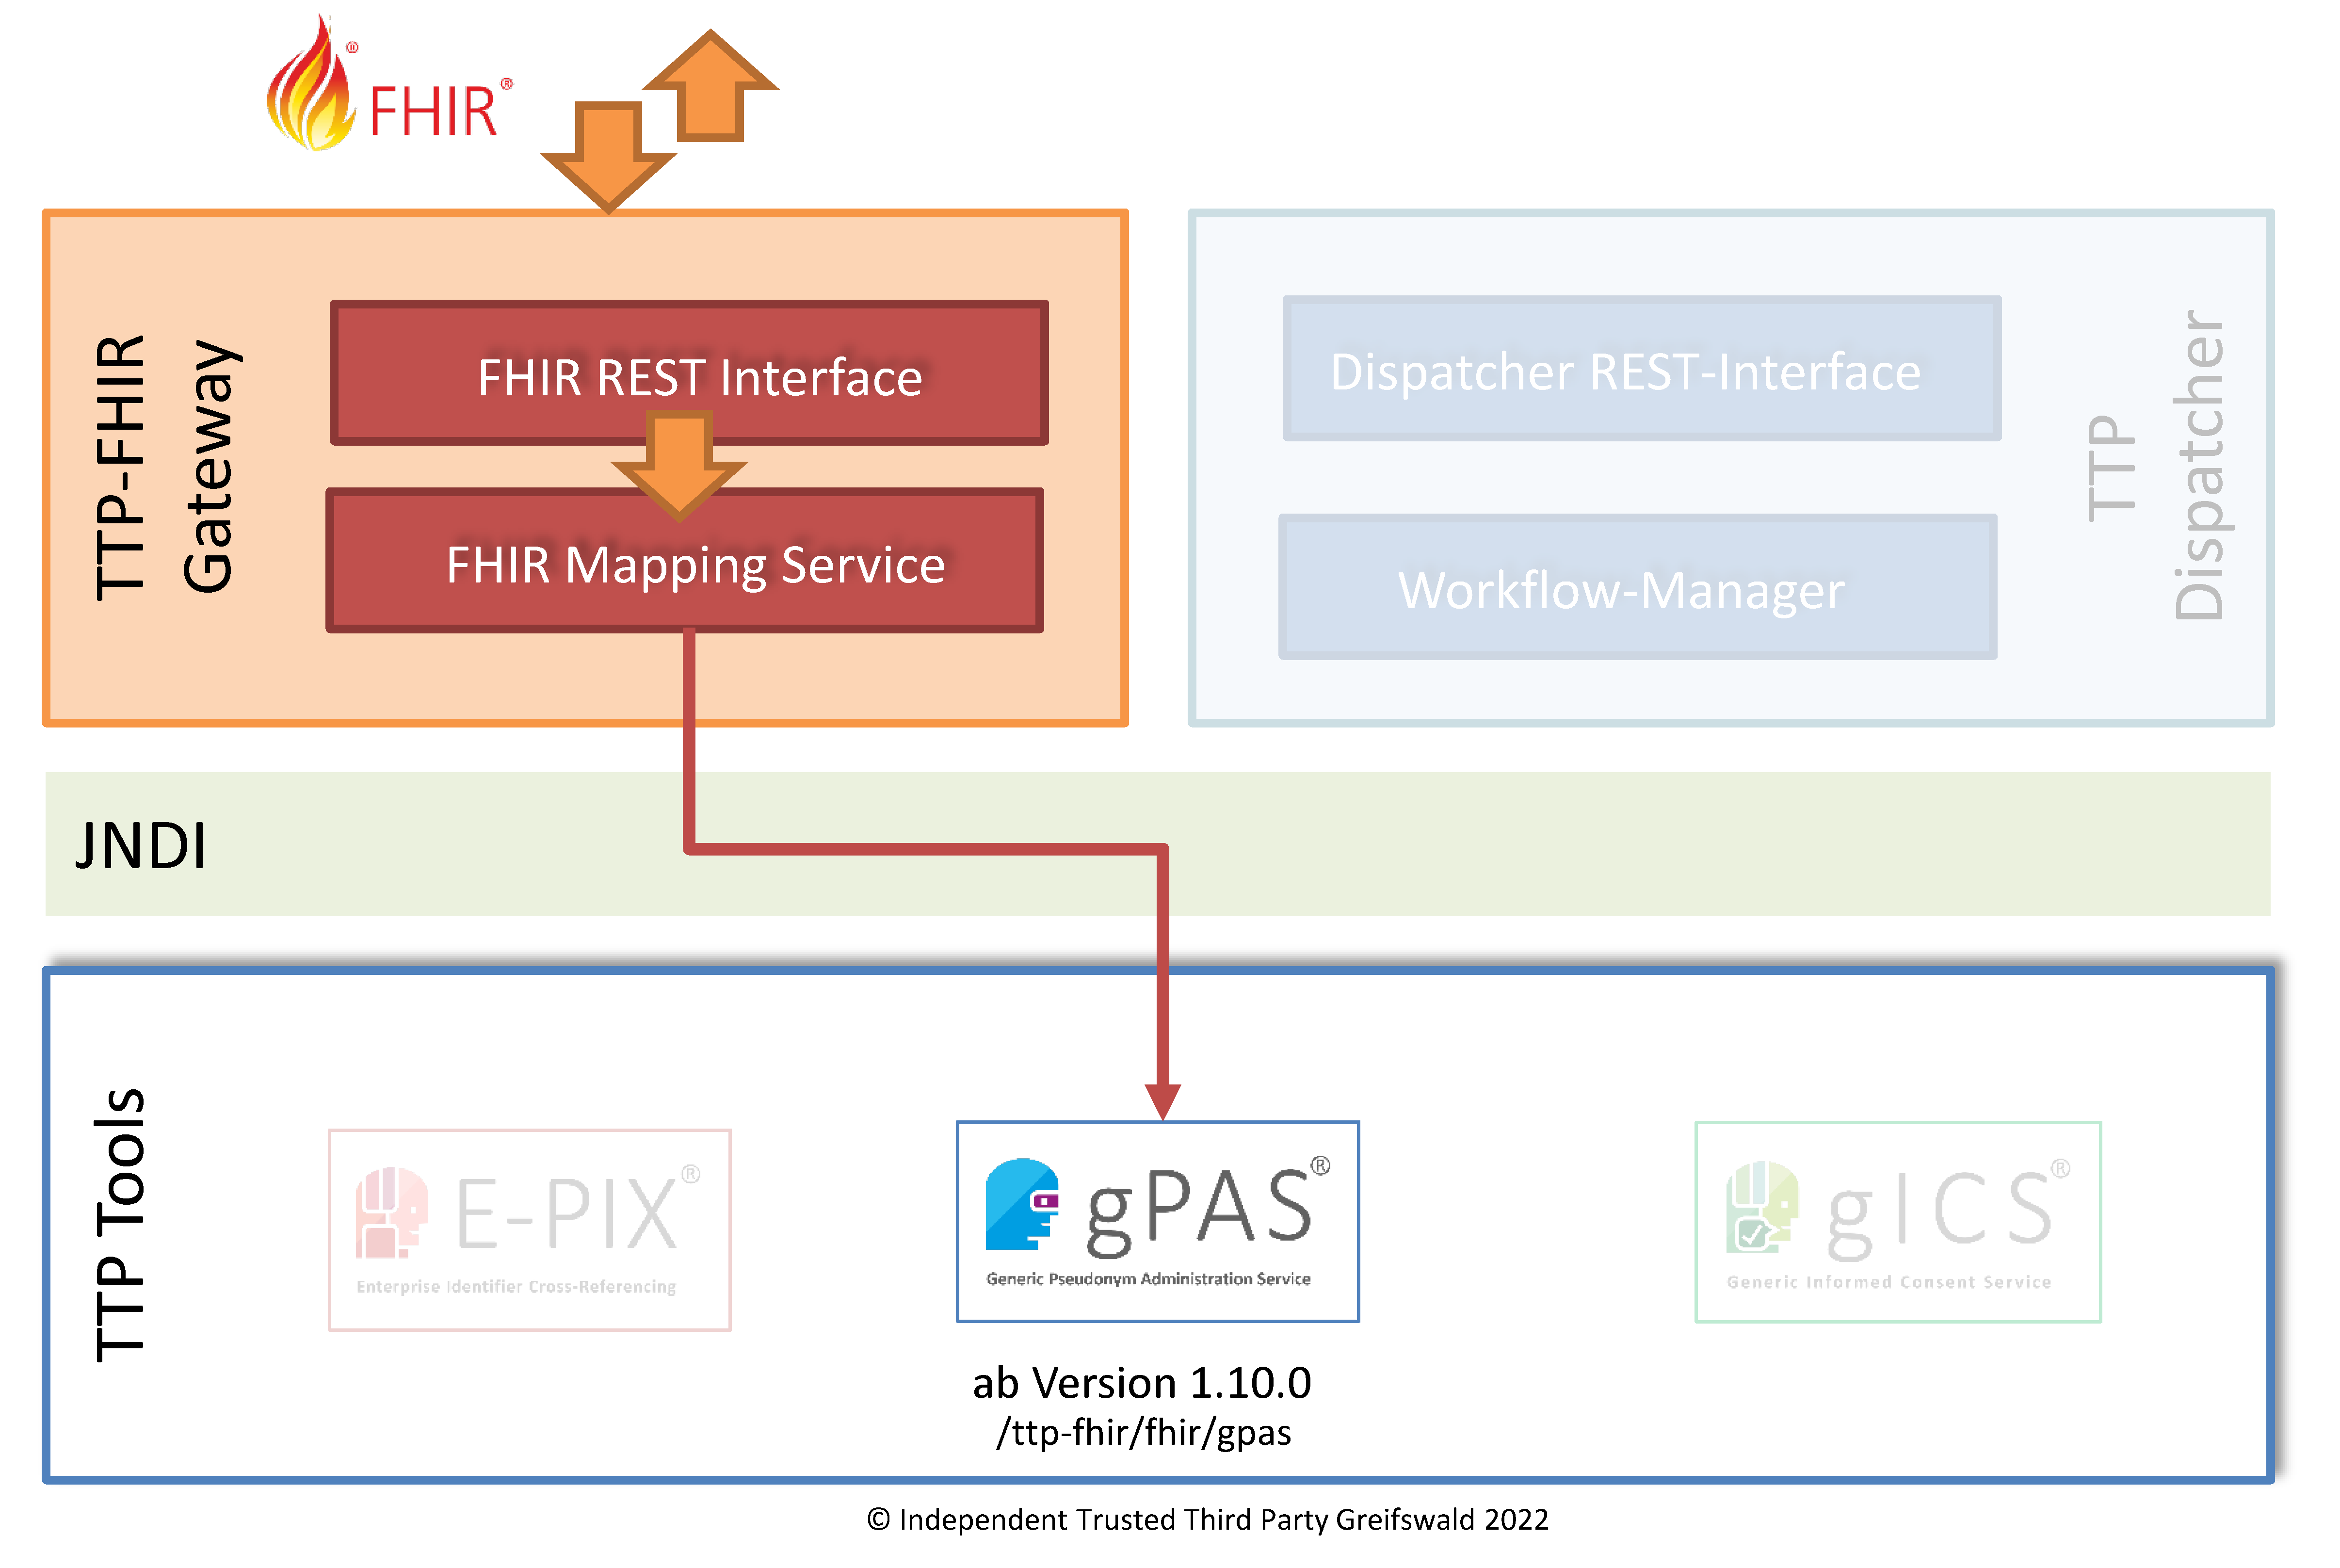 FHIR®
TTP-FHIR
Gateway
FHIR REST Interface
FHIR Mapping Service
Dispatcher REST-Interface
Workflow-Manager
TTP
Dispatcher
JNDI
TTP Tools
E-PIX®
Enterprise Identifier Cross-Referencing
gPAS®
Generic Pseudonym Administration Service
gICS®
Generic Informed Consent Service
ab Version 1.10.0
/ttp-fhir/fhir/gpas
© Independent Trusted Third Party Greifswald 2022